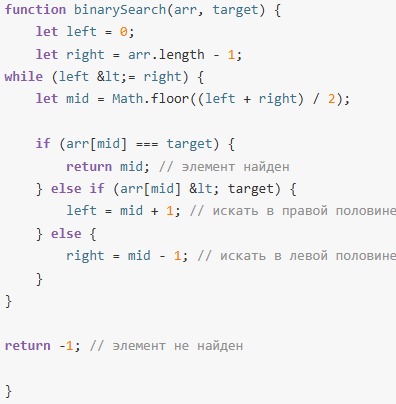 function binarySearch(arr, target) {
    let left = 0;
    let right = arr.length - 1;
while (left &lt;= right) {
    let mid = Math.floor((left + right) / 2);

    if (arr[mid] === target) {
        return mid; // элемент найден
    } else if (arr[mid] &lt; target) {
        left = mid + 1; // искать в правой половине
    } else {
        right = mid - 1; // искать в левой половине
    }
}

return -1; // элемент не найден

}